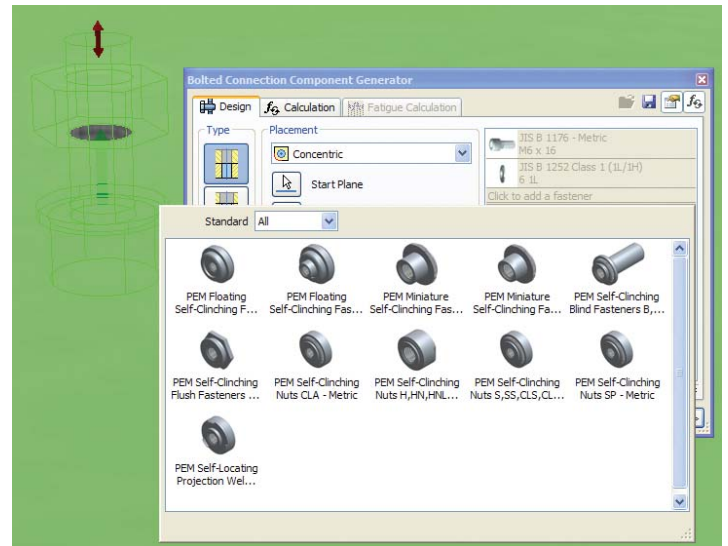 Bolted Connection Component Generator
Design
Calculation
Fatigue Calculation
Type
Placement
Concentric
Start Plane
JIS B 1176 - Metric
M6 x 16
JIS B 1252 Class 1 (1L/1H)
6 1L
Click to add a fastener
Standard
All
PEM Floating
Self-Clinching F...
PEM Floating
Self-Clinching Fas...
PEM Miniature
Self-Clinching Fas...
PEM Miniature
Self-Clinching Fa...
PEM Self-Clinching
Blind Fasteners B,...
PEM Self-Clinching
Flush Fasteners ...
PEM Self-Clinching
Nuts CLA - Metric
PEM Self-Clinching
Nuts H,HN,HNL...
PEM Self-Clinching
Nuts S,SS,CLS,CL...
PEM Self-Clinching
Nuts SP - Metric
PEM Self-Locating
Projection Wel...